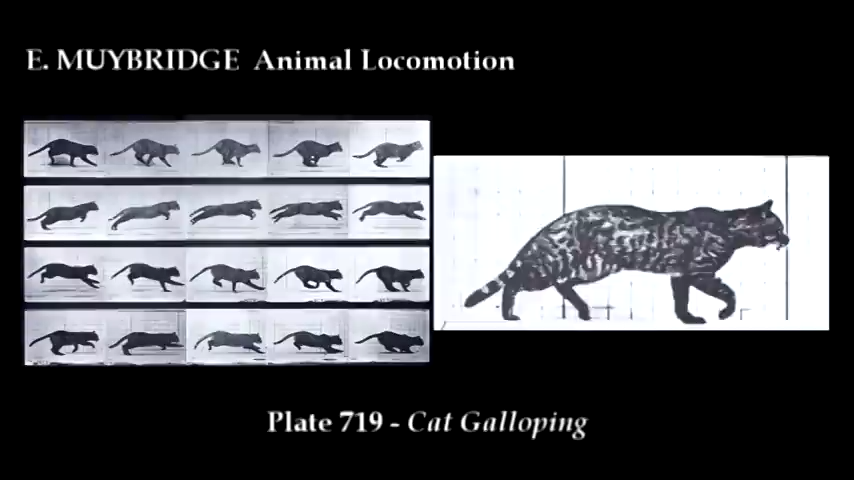 E. MUYBRIDGE Animal Locomotion
Plate 719 - Cat Galloping